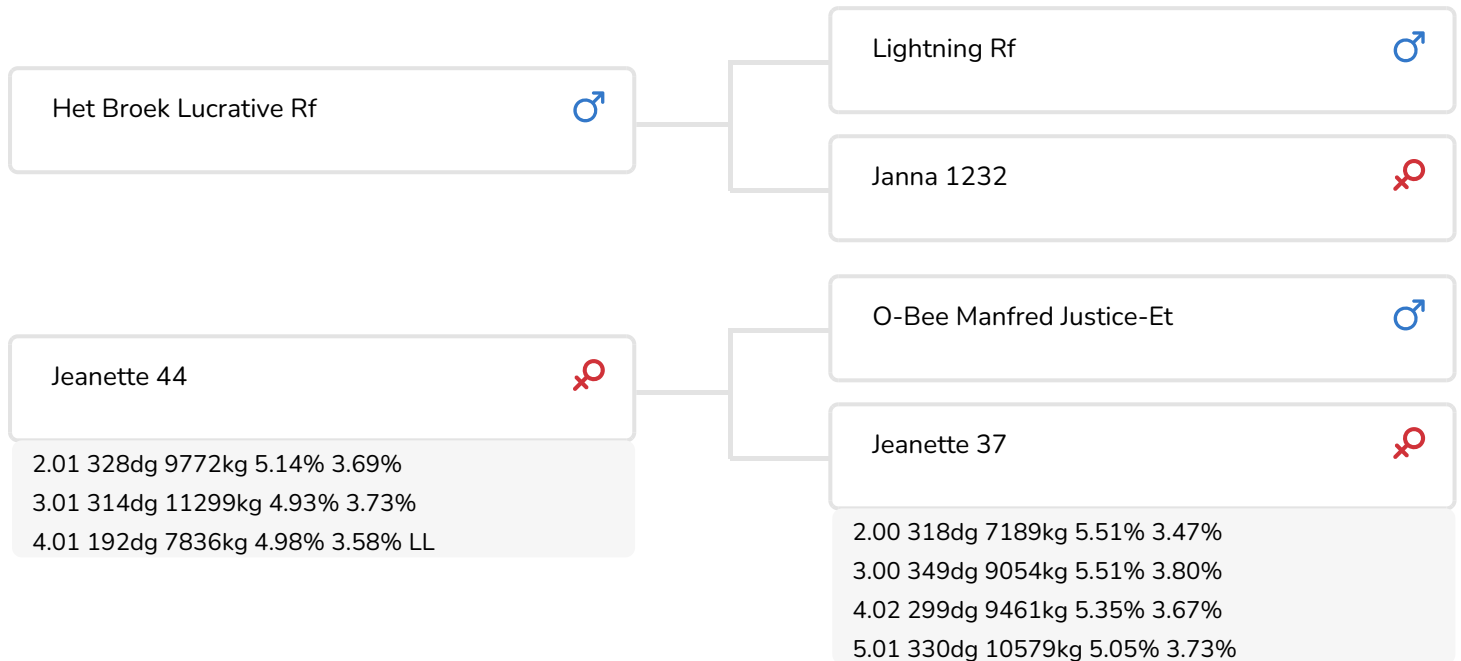 Het Broek Lucrative Rf
Lightning Rf
Janna 1232
Jeanette 44
2.01 328dg 9772kg 5.14% 3.69%
3.01 314dg 11299kg 4.93% 3.73%
4.01 192dg 7836kg 4.98% 3.58% LL
O-Bee Manfred Justice-Et
Jeanette 37
2.00 318dg 7189kg 5.51% 3.47%
3.00 349dg 9054kg 5.51% 3.80%
4.02 299dg 9461kg 5.35% 3.67%
5.01 330dg 10579kg 5.05% 3.73%